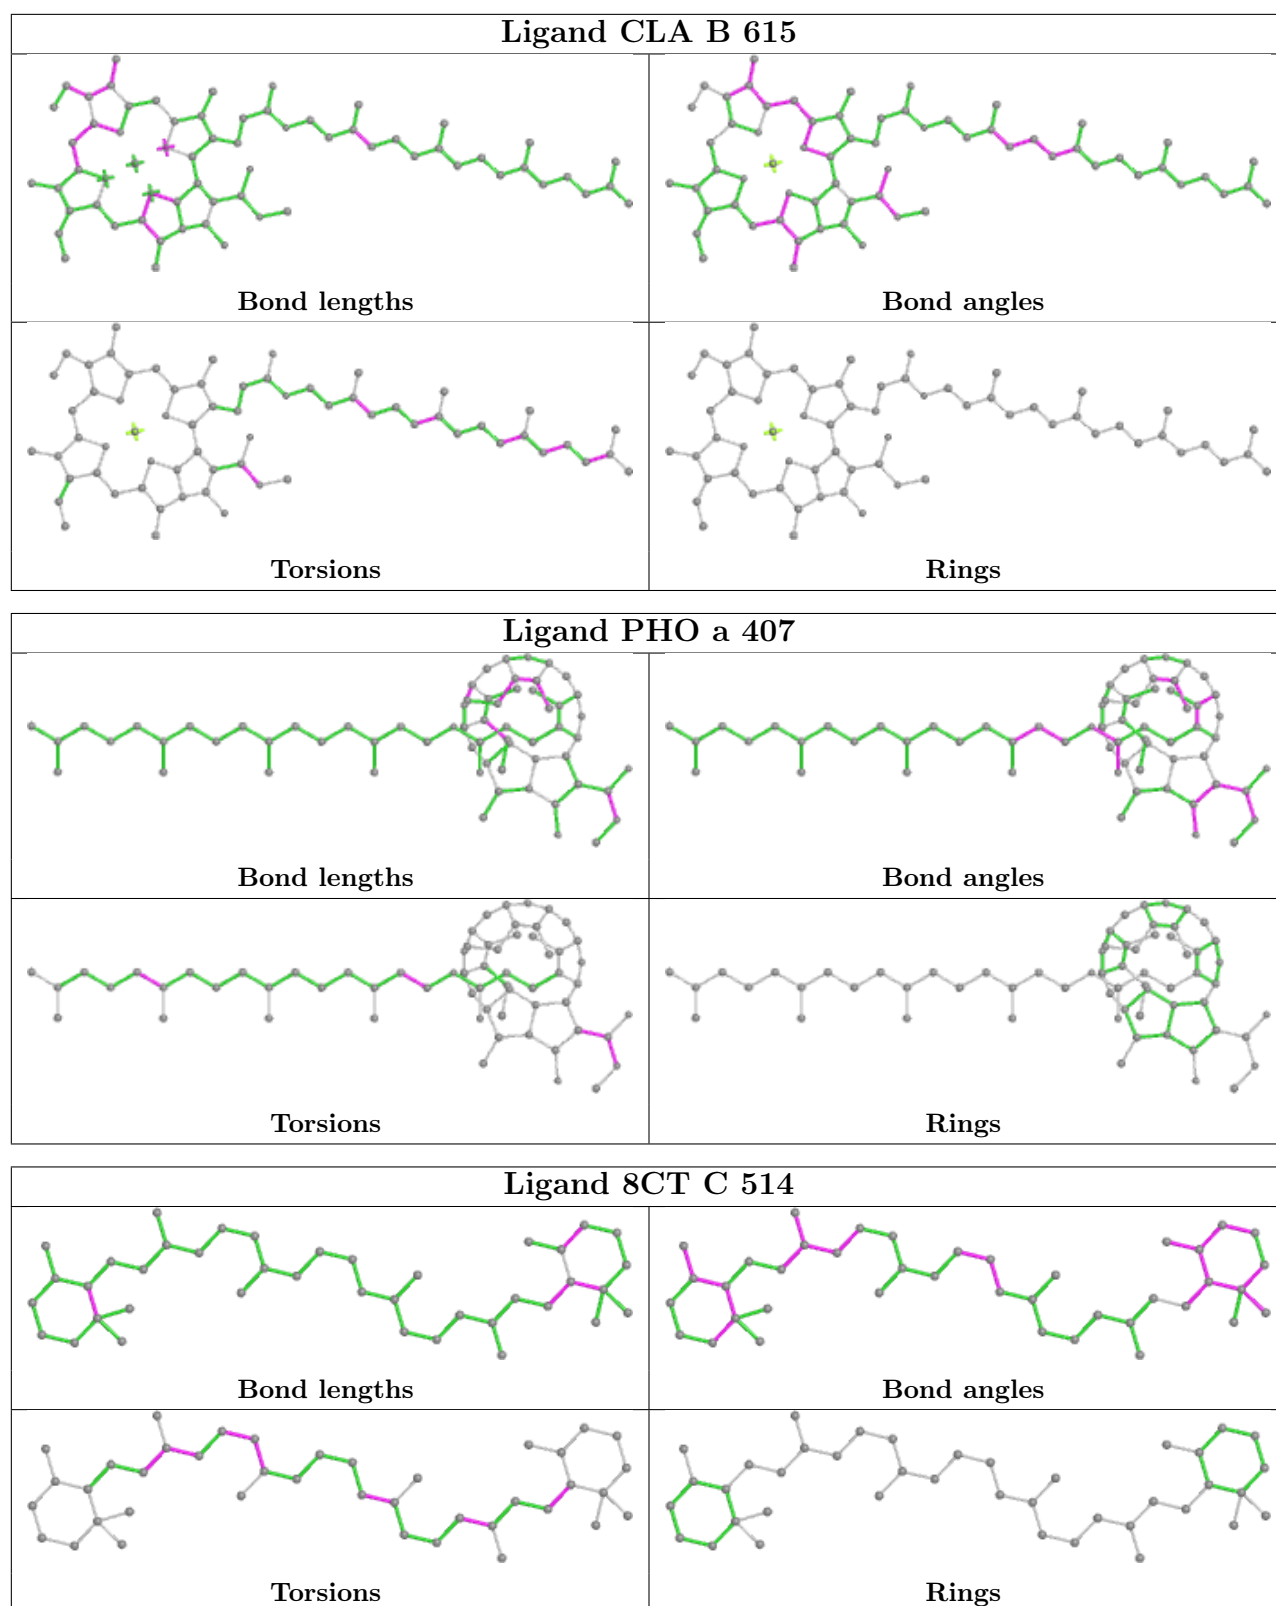 Ligand CLA B 615
Bond lengths
Bond angles
Torsions
Rings
Ligand PHO a 407
Bond lengths
Bond angles
Torsions
Rings
Ligand 8CT C 514
Bond lengths
Bond angles
Torsions
Rings